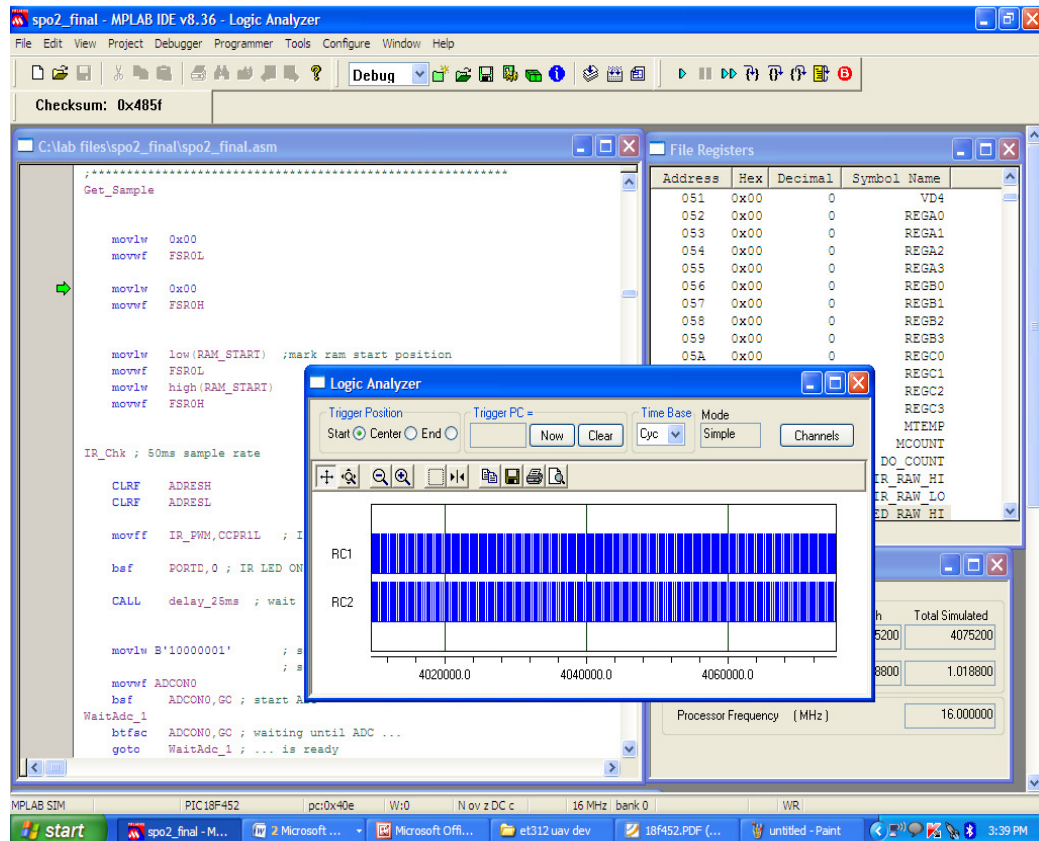 spo2_final - MPLAB IDE v8.36 - Logic Analyzer
File Edit View Project Debugger Programmer Tools Configure Window Help
Debug
Checksum: 0x485f
C:\lab files\spo2_final\spo2_final.asm
;***********************************************************
Get_Sample
movlw 0x00
movwf FSR0L
movlw 0x00
movwf FSR0H
movlw low(RAM_START) ;mark ram start position
movwf FSR0L
movlw high(RAM_START)
movwf FSR0H
IR_Chk ; 50ms sample rate
CLRF ADRESH
CLRF ADRESL
movff IR_PWM,CCPR1L ; I
bsf PORTD,0 ; IR LED ON
CALL delay_25ms ; wait
movlw B'10000001' ; s
; s
movwf ADCON0
bsf ADCON0,GO ; start
WaitAdc_1
btfsc ADCON0,GO ; waiting until ADC ...
goto WaitAdc_1 ; ... is ready
File Registers
Address Hex Decimal Symbol Name
051 0x00 0 VD4
052 0x00 0 REGA0
053 0x00 0 REGA1
054 0x00 0 REGA2
055 0x00 0 REGA3
056 0x00 0 REGB0
057 0x00 0 REGB1
058 0x00 0 REGB2
059 0x00 0 REGB3
05A 0x00 0 REGC0
REGC1
REGC2
REGC3
MTEMP
MCOUNT
DO_COUNT
IR_RAW_HI
IR_RAW_LO
ED_RAW_HI
Logic Analyzer
Trigger Position Trigger PC = Time Base Mode
Start Center End Now Clear Cyc Simple Channels
RC1
RC2
4020000.0 4040000.0 4060000.0
h Total Simulated
5200 4075200
8800 1.018800
Processor Frequency (MHz) 16.000000
MPLAB SIM PIC18F452 pc:0x40e W:0 N ov z DC c 16 MHz bank 0 WR
start spo2_final - M... 2 Microsoft ... Microsoft Offi... et312 uav dev 18f452.PDF (... untitled - Paint 3:39 PM